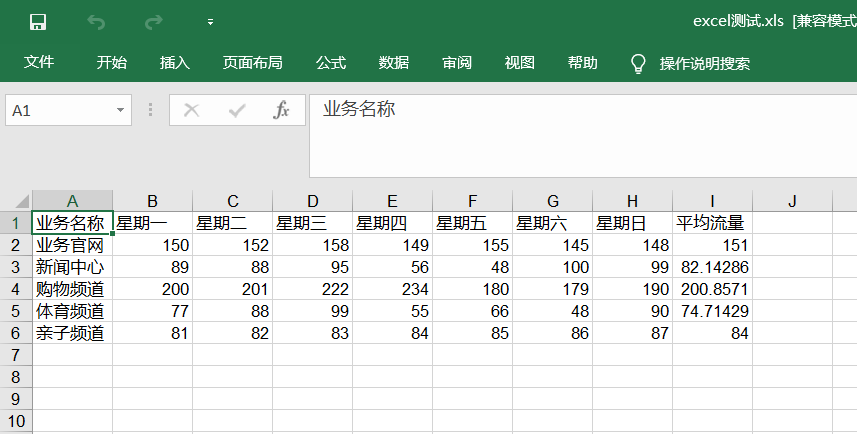 excel测试.xls [兼容模式
文件 开始 插入 页面布局 公式 数据 审阅 视图 帮助 操作说明搜索
A1 fx 业务名称
A B C D E F G H I J
1 业务名称 星期一 星期二 星期三 星期四 星期五 星期六 星期日 平均流量
2 业务官网 150 152 158 149 155 145 148 151
3 新闻中心 89 88 95 56 48 100 99 82.14286
4 购物频道 200 201 222 234 180 179 190 200.8571
5 体育频道 77 88 99 55 66 48 90 74.71429
6 亲子频道 81 82 83 84 85 86 87 84
7
8
9
10